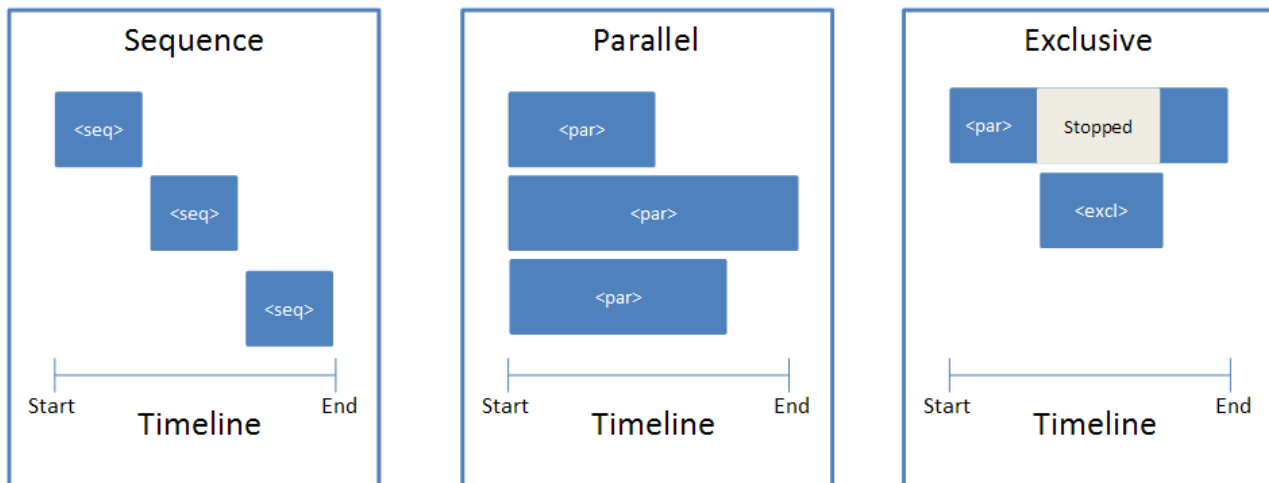 Sequence
<seq>
<seq>
<seq>
Start
End
Timeline
Parallel
<par>
<par>
<par>
Start
End
Timeline
Exclusive
<par>
Stopped
<excl>
Start
End
Timeline